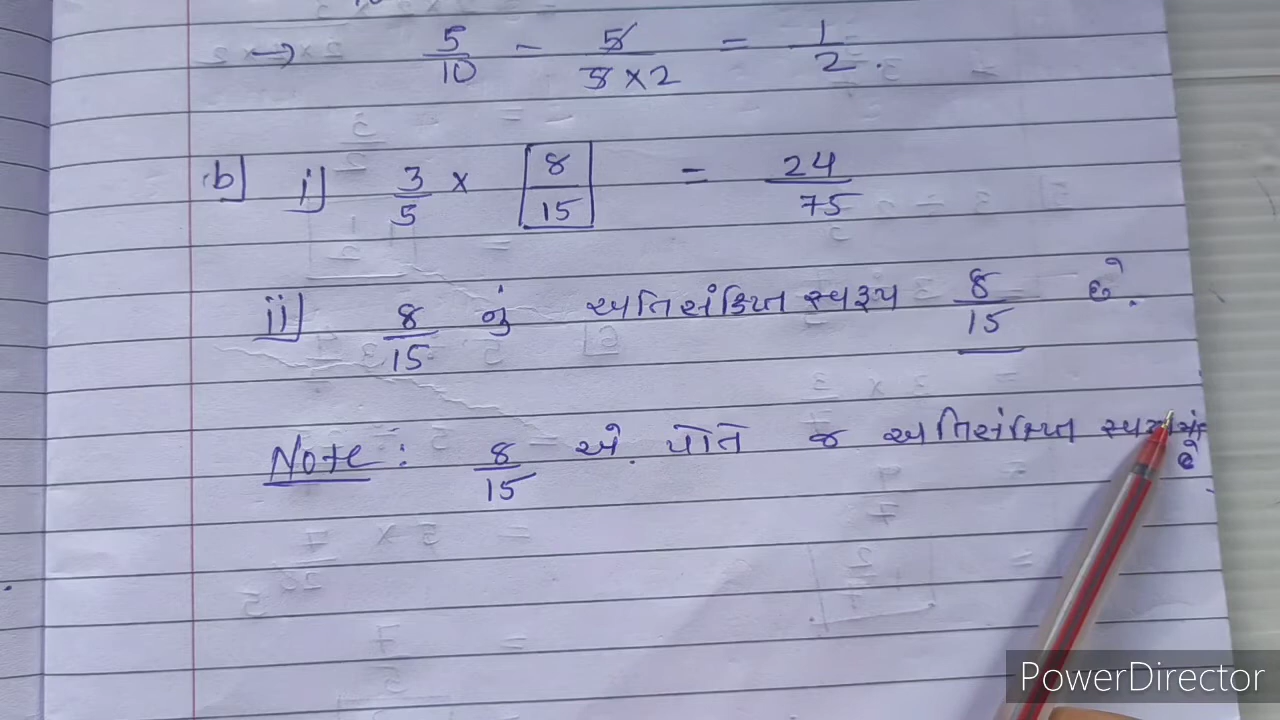 → 5/10 - 5/5×2 = 1/2.
b] i] 3/5 × 8/15 = 24/75
ii] 8/15 નું અતિસંક્ષિપ્ત સ્વરૂપ 8/15 છે.
Note: 8/15 એ પોતે જ અતિસંક્ષિપ્ત
છે
PowerDirector